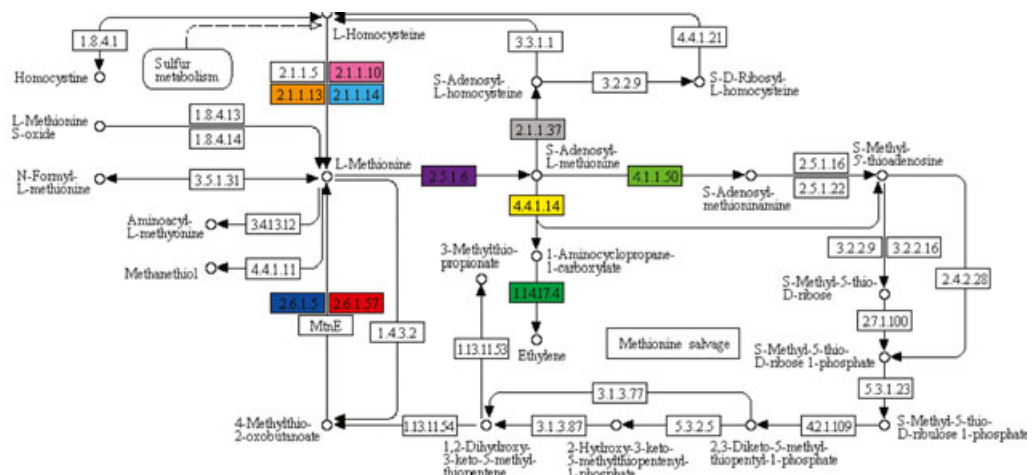 1.8.4.1
L-Homocysteine
3.3.1.1
4.4.1.21
Homocystine
Sulfur
metabolism
2.1.1.5
2.1.1.10
2.1.1.13
2.1.1.14
S-Adenosyl-
L-homocysteine
3.2.2.9
S-D-Ribosyl-
L-homocysteine
L-Methionine
S-oxide
1.8.4.13
1.8.4.14
2.1.1.37
N-Formyl-
L-methionine
3.5.1.31
L-Methionine
2.5.1.6
S-Adenosyl-
L-methionine
4.1.1.50
S-Adenosyl-
methioninamine
2.5.1.16
2.5.1.22
S-Methyl-
5'-thioadenosine
4.4.1.14
Aminoacyl-
L-methyonine
3.4.13.12
Methanethiol
4.4.1.11
3-Methylthio-
propionate
1-Aminocyclopropane-
1-carboxylate
3.2.2.9
3.2.2.16
2.4.2.28
2.6.1.5
2.6.1.57
MtnE
1.4.3.2
1.14.17.4
S-Methyl-5-thio-
D-ribose
2.7.1.100
1.13.11.53
Ethylene
Methionine salvage
S-Methyl-5-thio-
D-ribose 1-phosphate
5.3.1.23
3.1.3.77
4-Methylthio-
2-oxobutanoate
1.13.11.54
3.1.3.87
5.3.2.5
4.2.1.109
S-Methyl-5-thio-
D-ribulose 1-phosphate
1,2-Dihydroxy-
3-keto-5-methyl-
thiopentene
2-Hydroxy-3-keto-
5-methylthiopentenyl-
1-phosphate
2,3-Diketo-5-methyl-
thiopentyl-1-phosphate